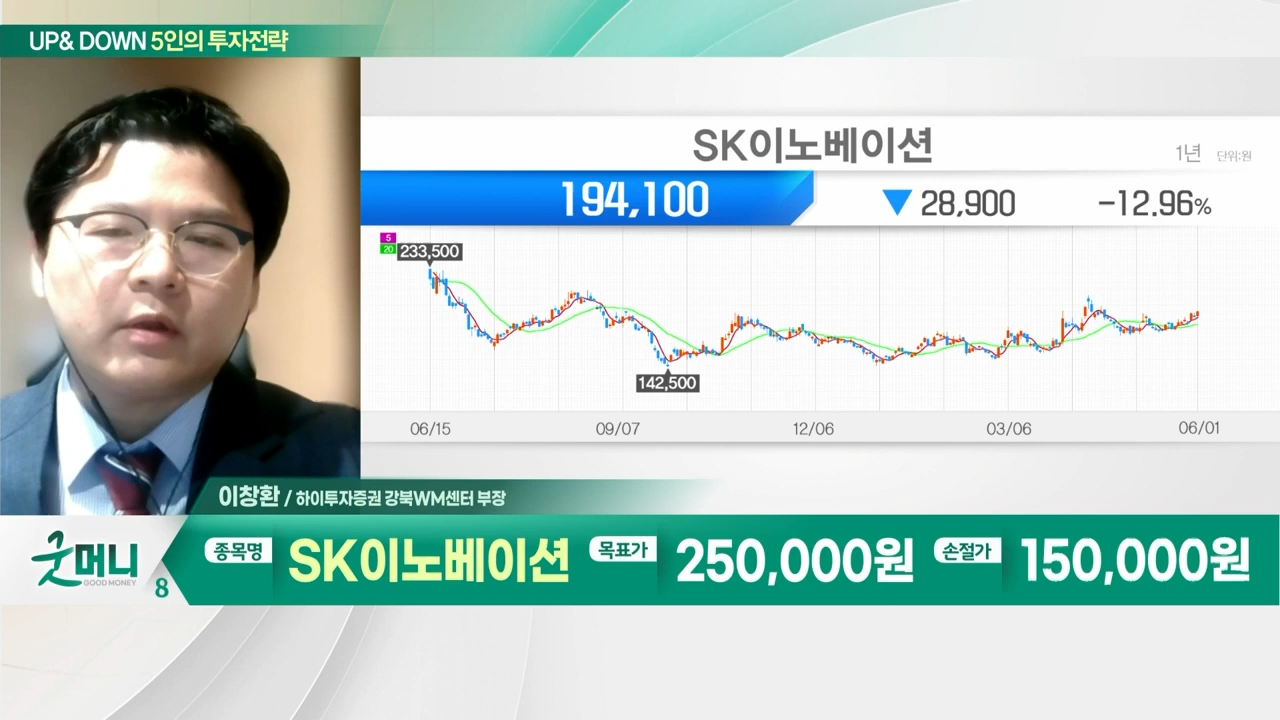 UP& DOWN 5인의 투자전략
SK이노베이션
1년 단위:원
194,100 ▼ 28,900 -12.96%
5
20
233,500
142,500
06/15 09/07 12/06 03/06 06/01
이창환 / 하이투자증권 강북WM센터 부장
굿머니
GOOD MONEY
8
종목명 SK이노베이션 목표가 250,000원 손절가 150,000원